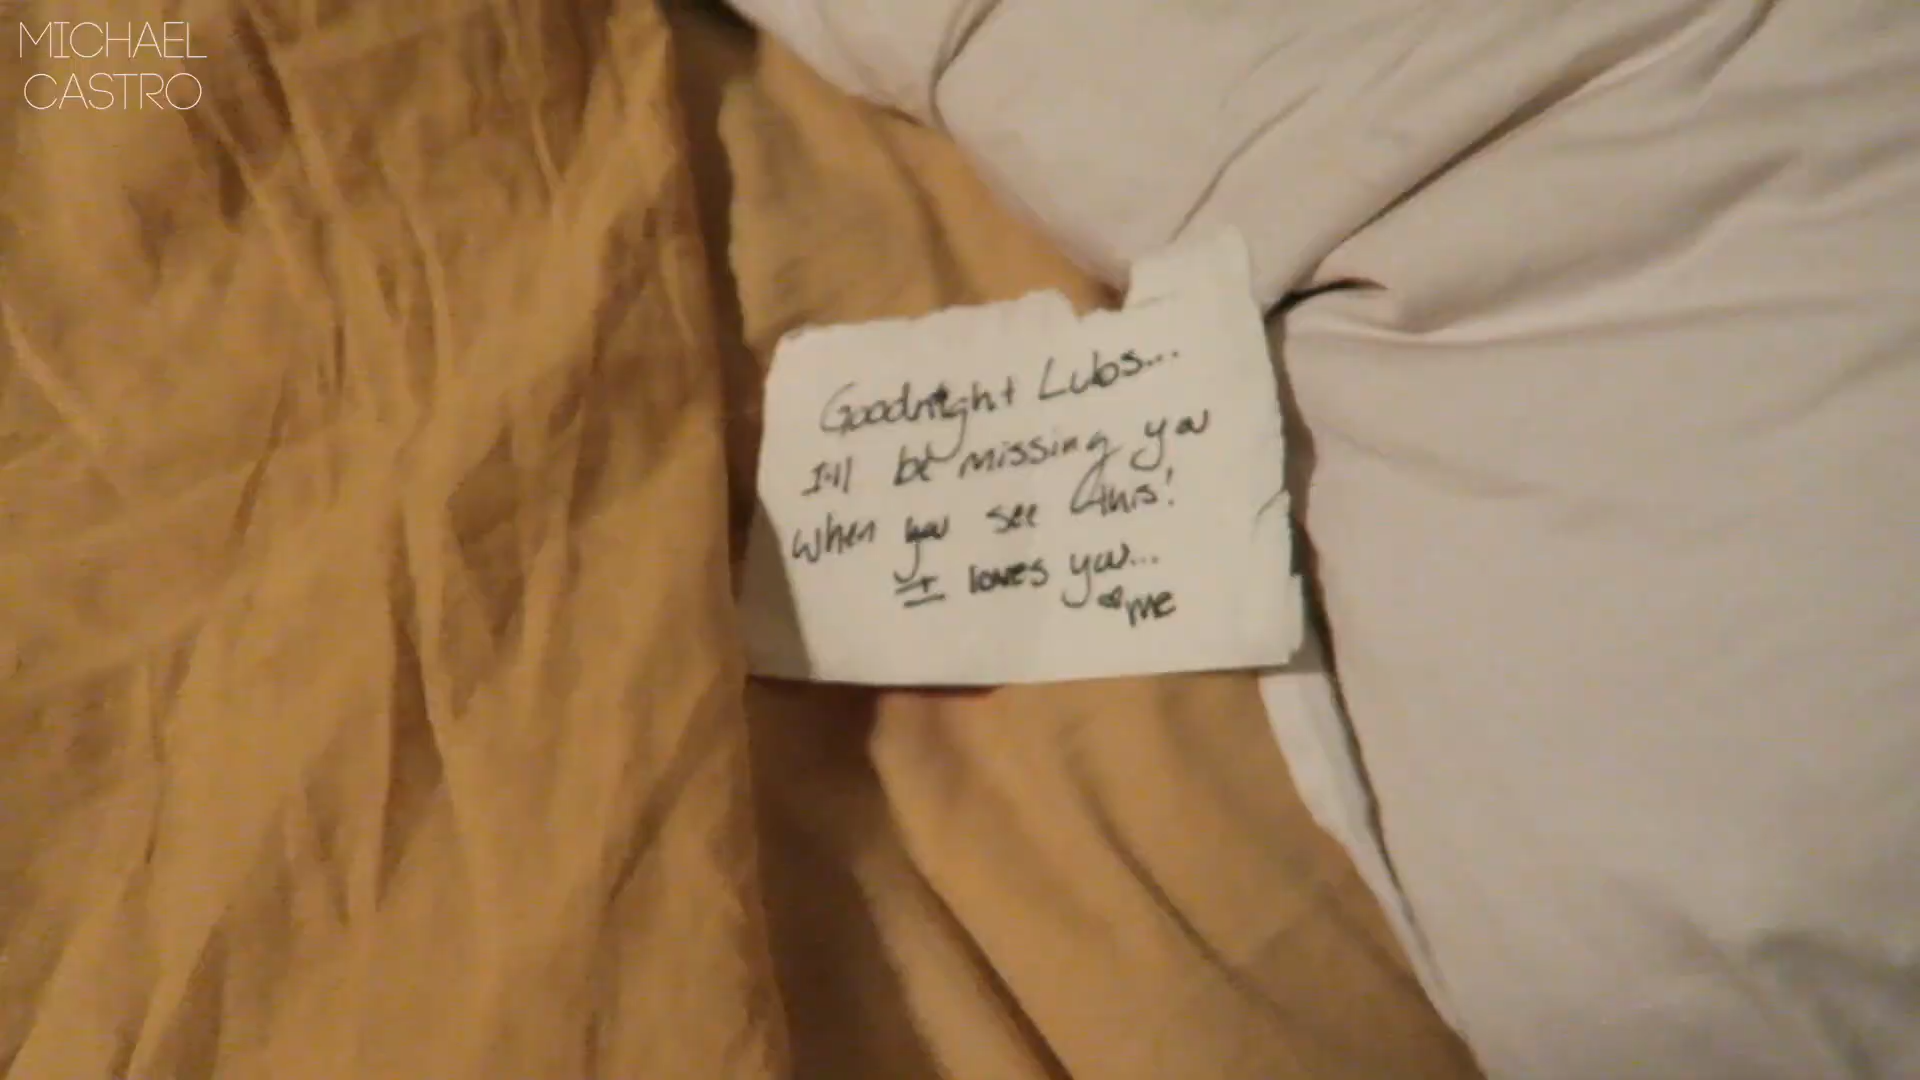 MICHAEL
CASTRO
Goodnight Lubs...
I'll be missing you
when you see this!
I loves you...
♥me